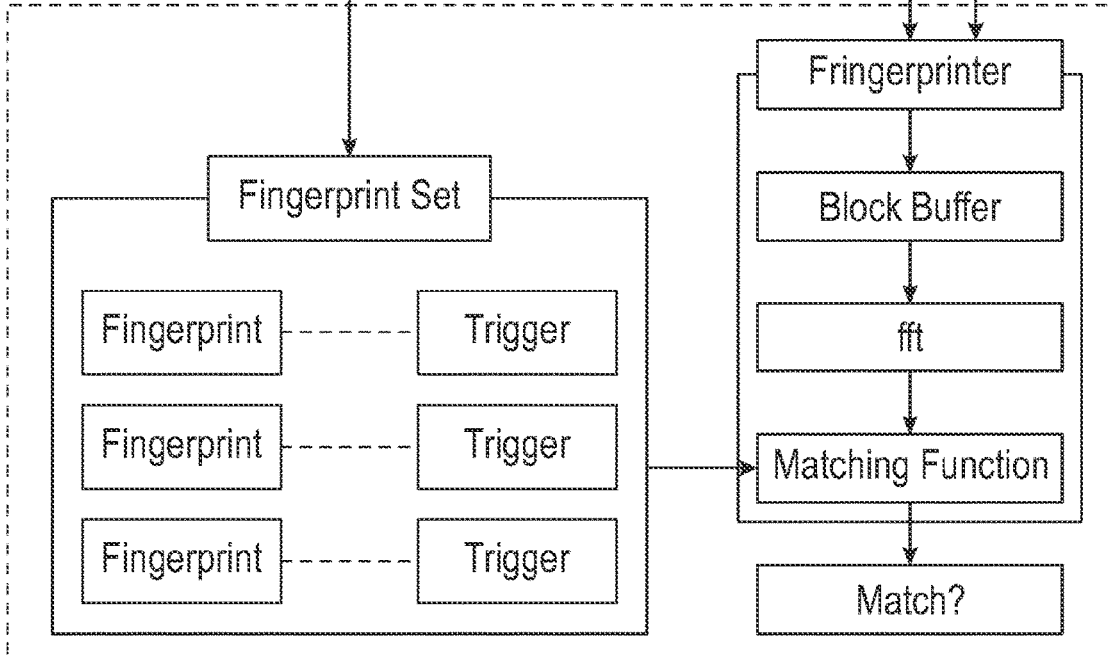 Fringerprinter
Fingerprint Set
Block Buffer
Fingerprint
Trigger
fft
Fingerprint
Trigger
Matching Function
Fingerprint
Trigger
Match?